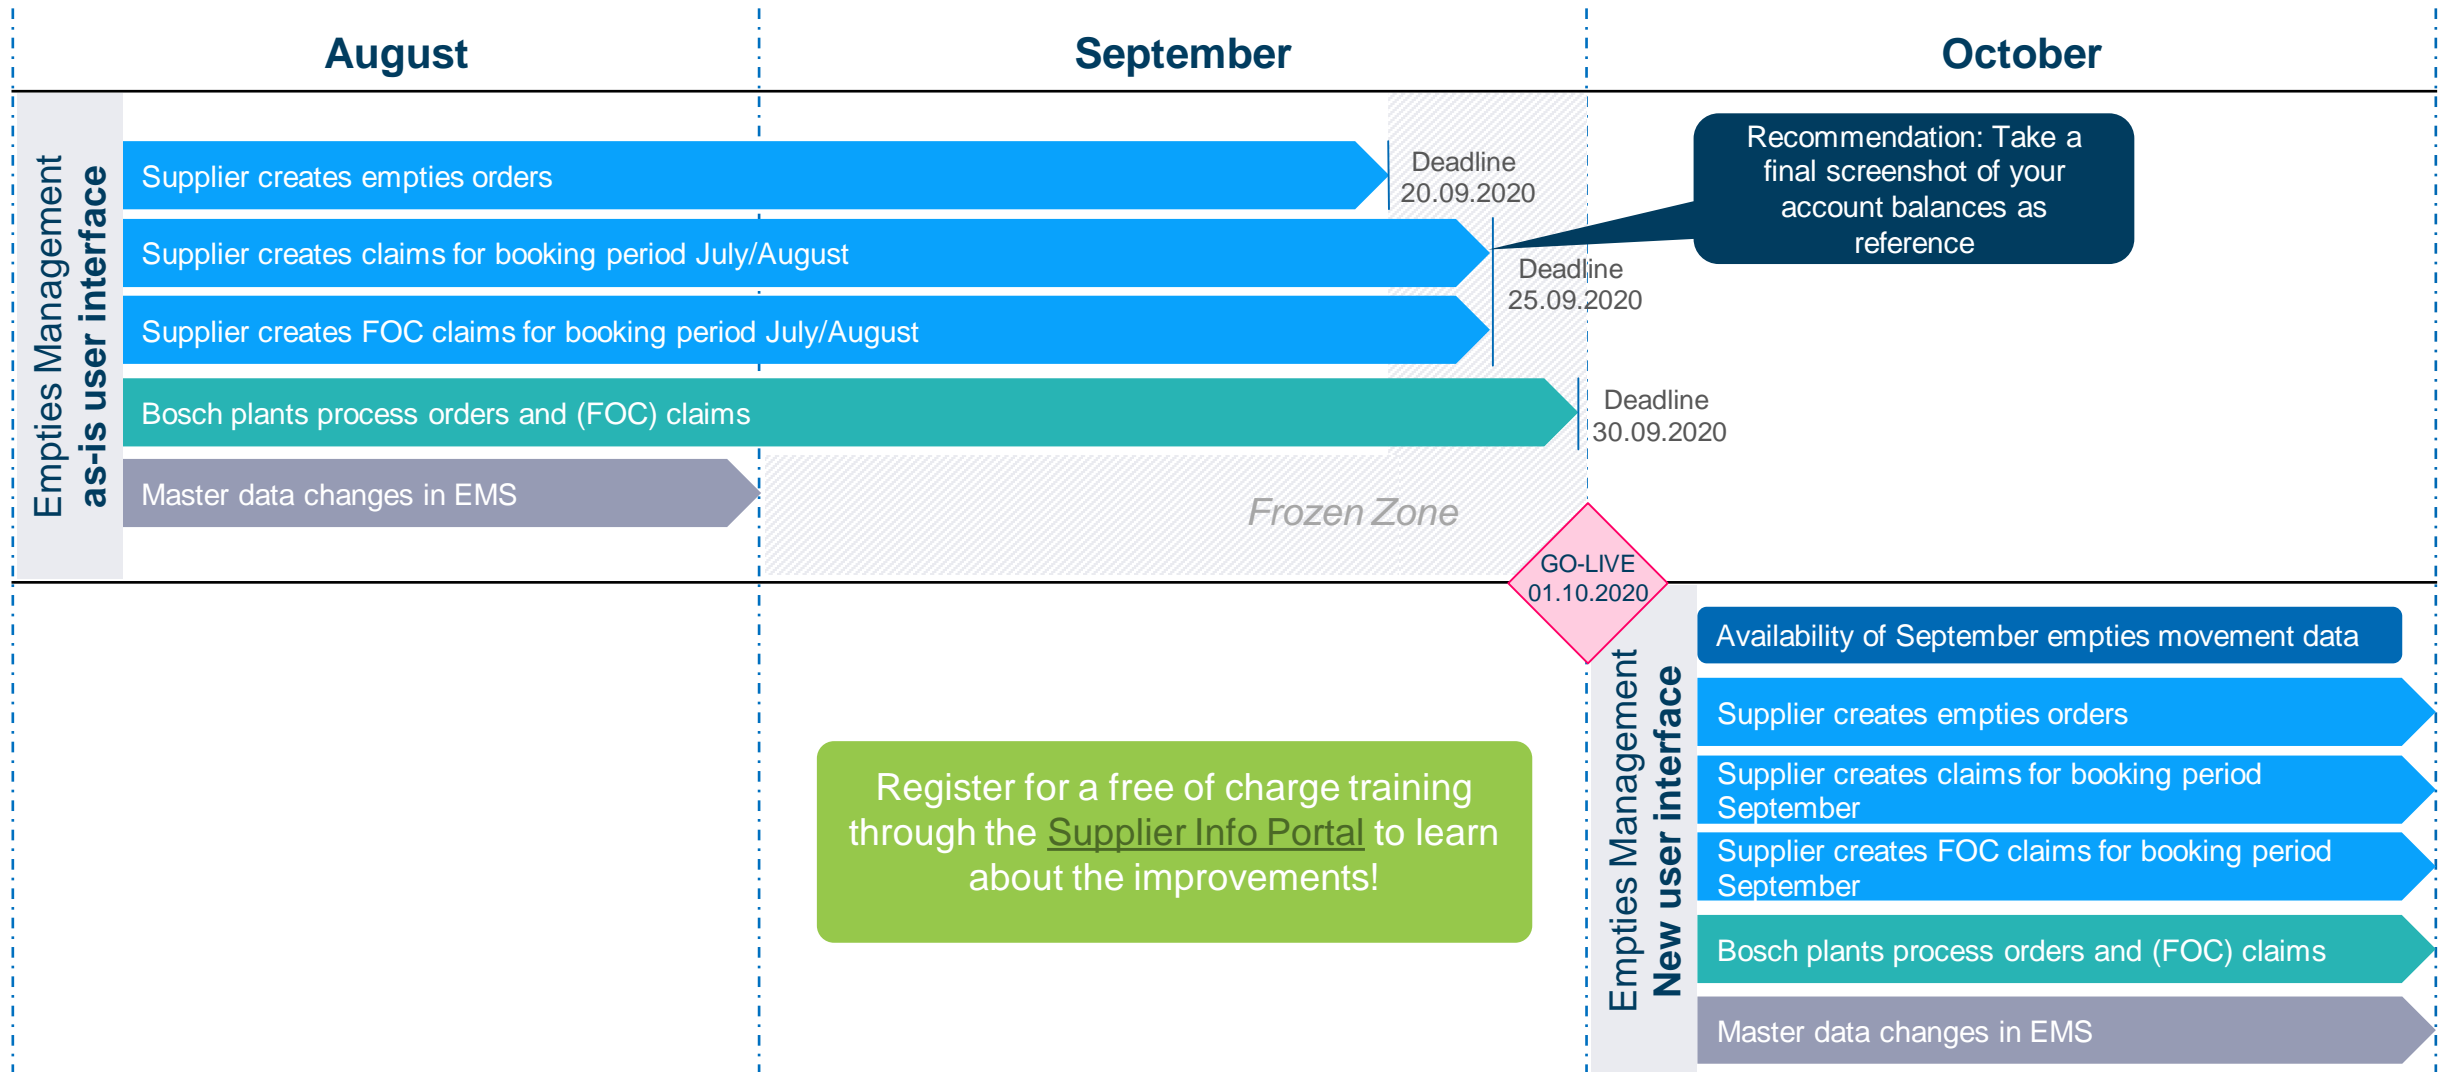 August
September
October
Empties Management
as-is user interface
Supplier creates empties orders
Deadline
20.09.2020
Recommendation: Take a
final screenshot of your
account balances as
reference
Supplier creates claims for booking period July/August
Deadline
25.09.2020
Supplier creates FOC claims for booking period July/August
Bosch plants process orders and (FOC) claims
Deadline
30.09.2020
Master data changes in EMS
Frozen Zone
GO-LIVE
01.10.2020
Empties Management
New user interface
Availability of September empties movement data
Supplier creates empties orders
Supplier creates claims for booking period
September
Supplier creates FOC claims for booking period
September
Bosch plants process orders and (FOC) claims
Master data changes in EMS
Register for a free of charge training
through the Supplier Info Portal to learn
about the improvements!